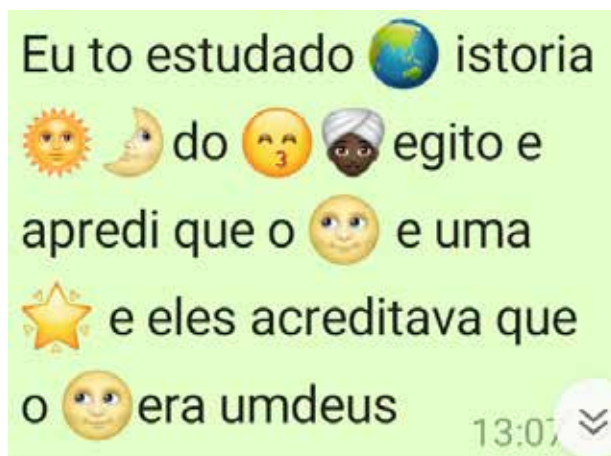 Eu to estudado 🌏 istoria
🌞🌛do 😙👳🏿 egito e
apredi que o 🌝 e uma
🌟 e eles acreditava que
o 🌝era umdeus
13:07